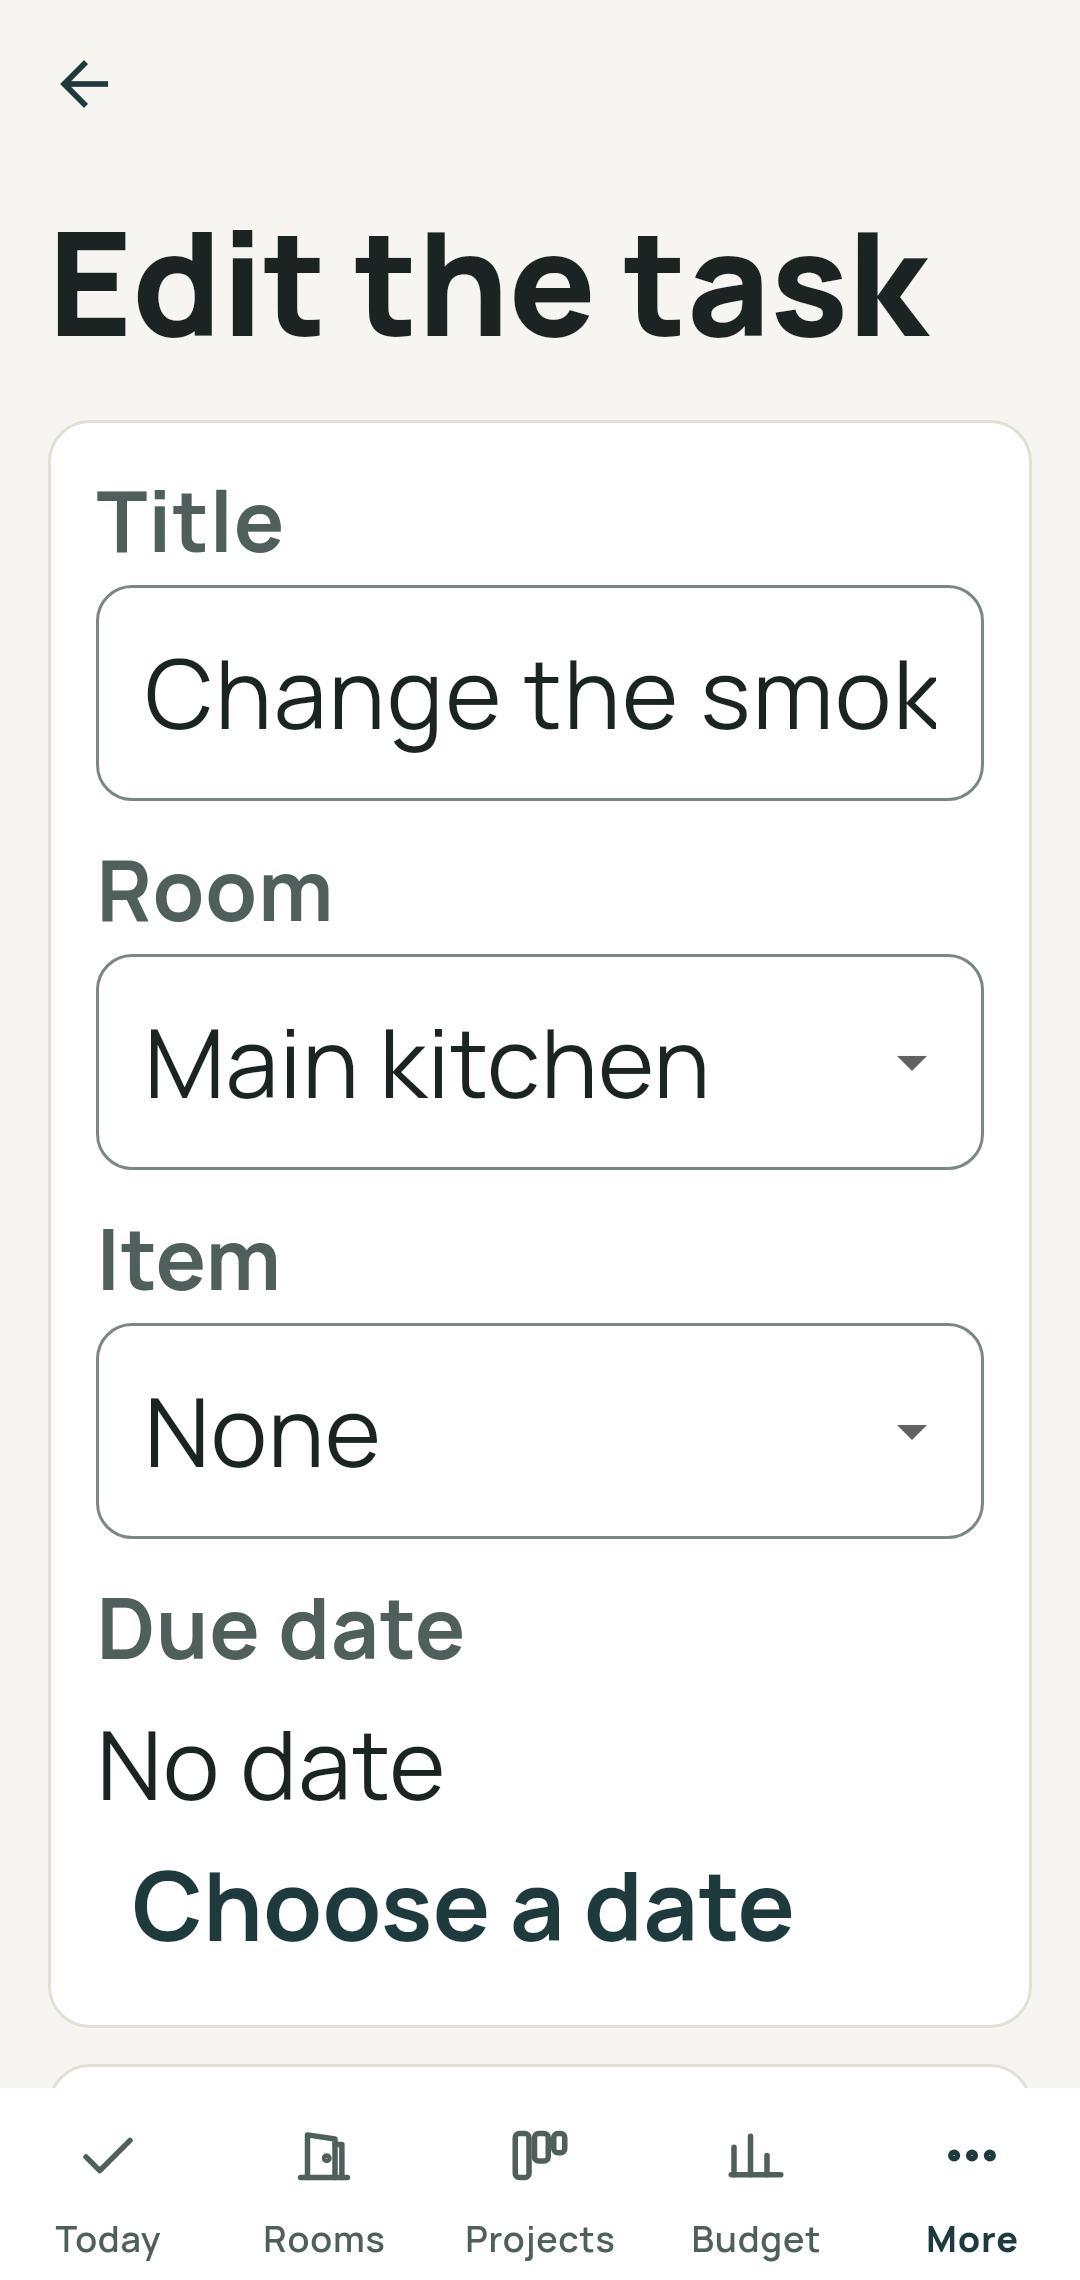 Edit the task
Title
Change the smok
Room
Main kitchen
Item
None
Due date
No date
Choose a date
Today
Rooms
Projects
Budget
More